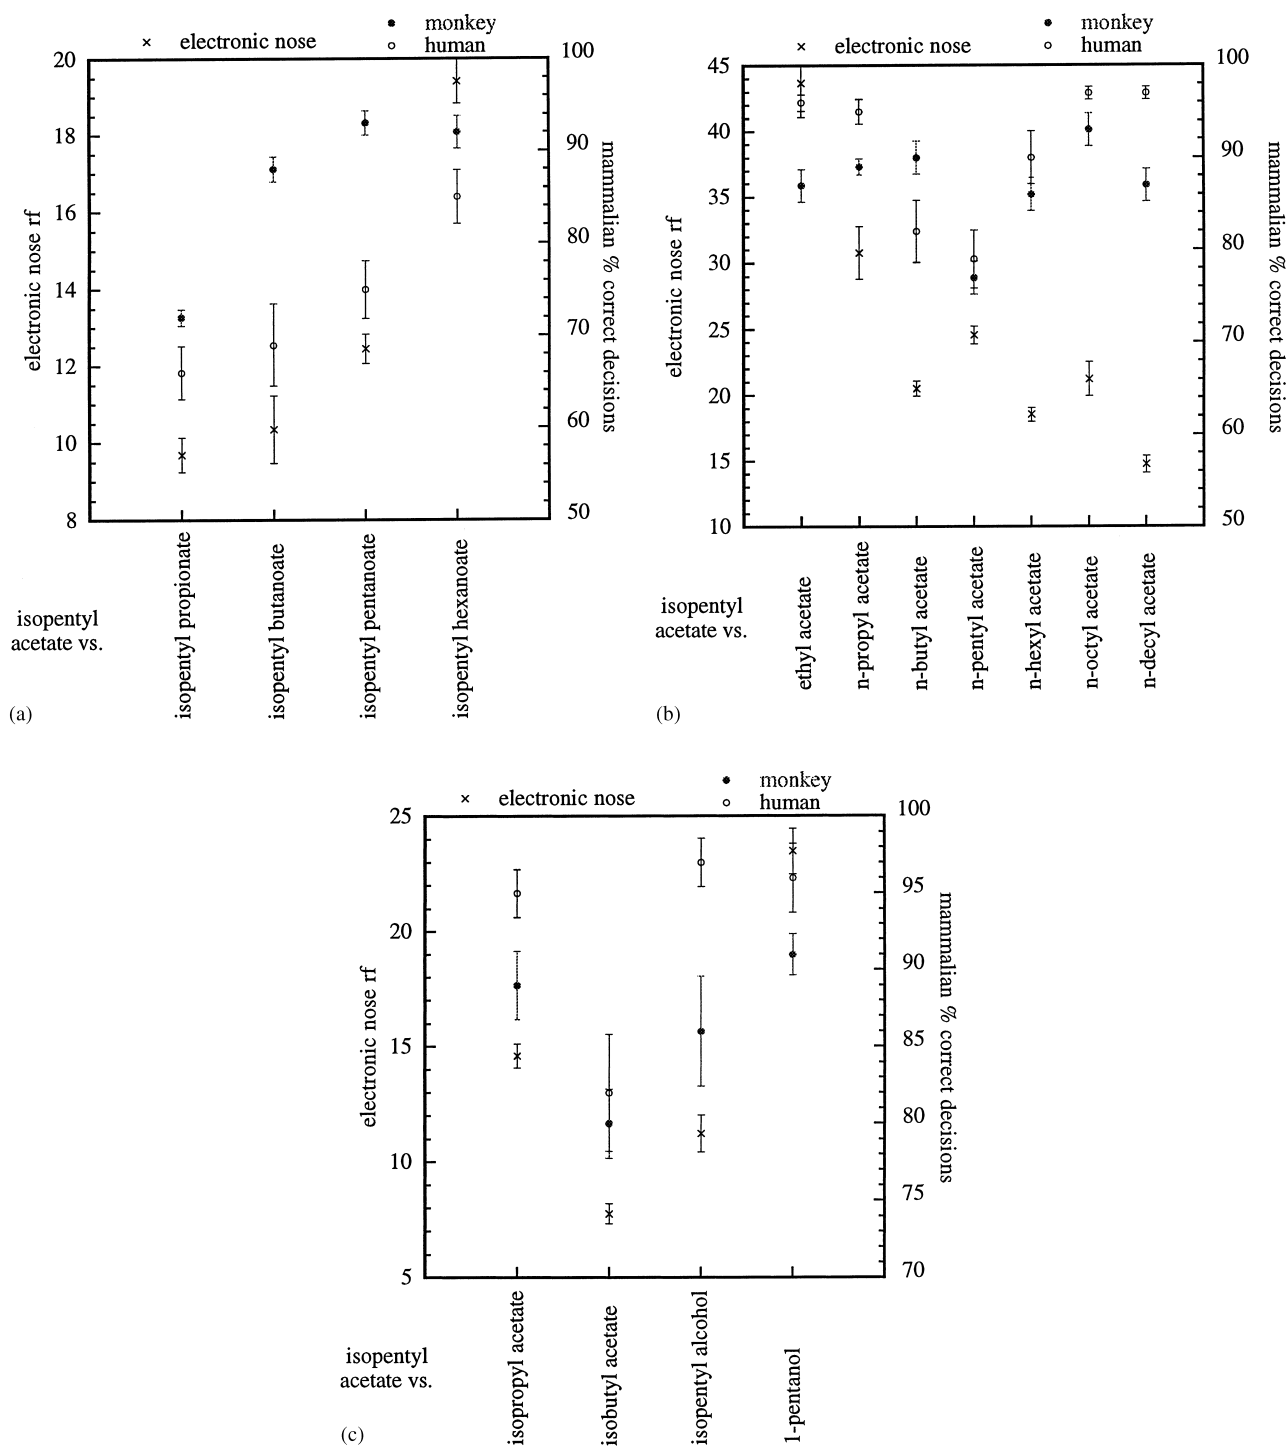 monkey
electronic nose
human
20
18
16
14
12
10
8
electronic nose rf
100
90
80
70
60
50
mammalian % correct decisions
isopentyl
acetate vs.
isopentyl propionate
isopentyl butanoate
isopentyl pentanoate
isopentyl hexanoate
(a)
monkey
electronic nose
human
45
40
35
30
25
20
15
10
electronic nose rf
100
90
80
70
60
50
mammalian % correct decisions
isopentyl
acetate vs.
ethyl acetate
n-propyl acetate
n-butyl acetate
n-pentyl acetate
n-hexyl acetate
n-octyl acetate
n-decyl acetate
(b)
monkey
electronic nose
human
25
20
15
10
5
electronic nose rf
100
95
90
85
80
75
70
mammalian % correct decisions
isopentyl
acetate vs.
isopropyl acetate
isobutyl acetate
isopentyl alcohol
1-pentanol
(c)